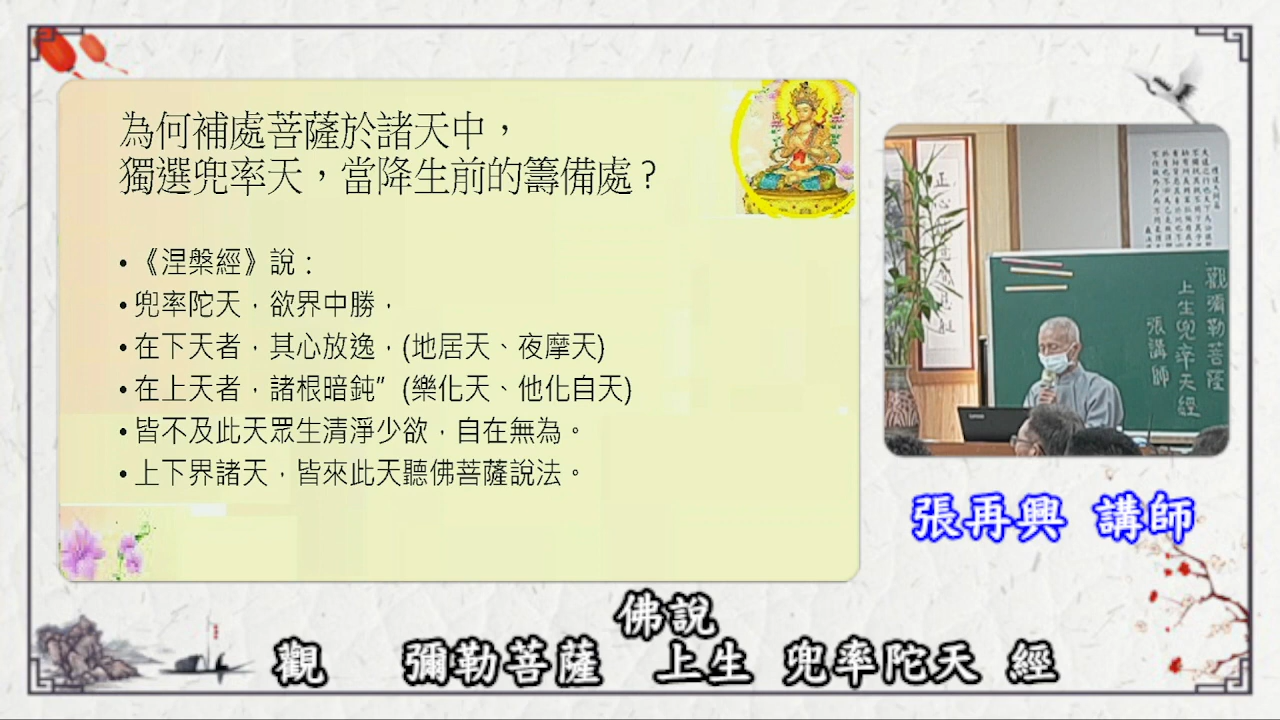 為何補處菩薩於諸天中，
獨選兜率天，當降生前的籌備處？
•《涅槃經》說：
• 兜率陀天，欲界中勝，
• 在下天者，其心放逸，(地居天、夜摩天)
• 在上天者，諸根暗鈍”(樂化天、他化自天)
• 皆不及此天眾生清淨少欲，自在無為。
• 上下界諸天，皆來此天聽佛菩薩說法。
觀彌勒菩薩
上生兜率天經
張講師
張再興 講師
佛說
觀 彌勒菩薩 上生 兜率陀天 經